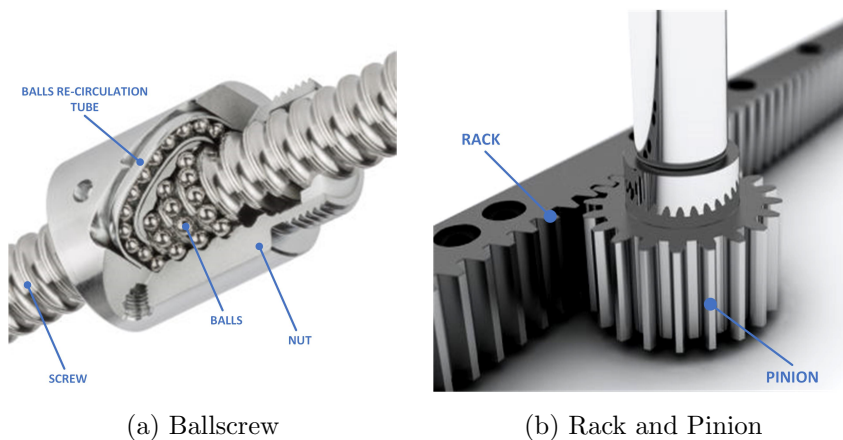 BALLS RE-CIRCULATION
TUBE
BALLS
NUT
SCREW
RACK
PINION
(a) Ballscrew
(b) Rack and Pinion